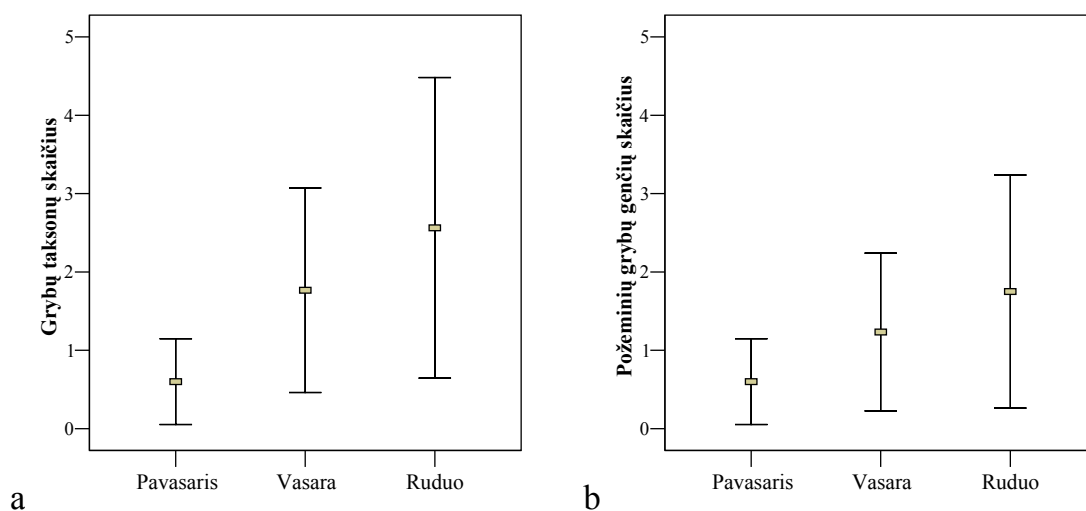 Grybų taksonų skaičius
5
4
3
2
1
0
Pavasaris Vasara Ruduo
a
Požeminių grybų genčių skaičius
5
4
3
2
1
0
Pavasaris Vasara Ruduo
b